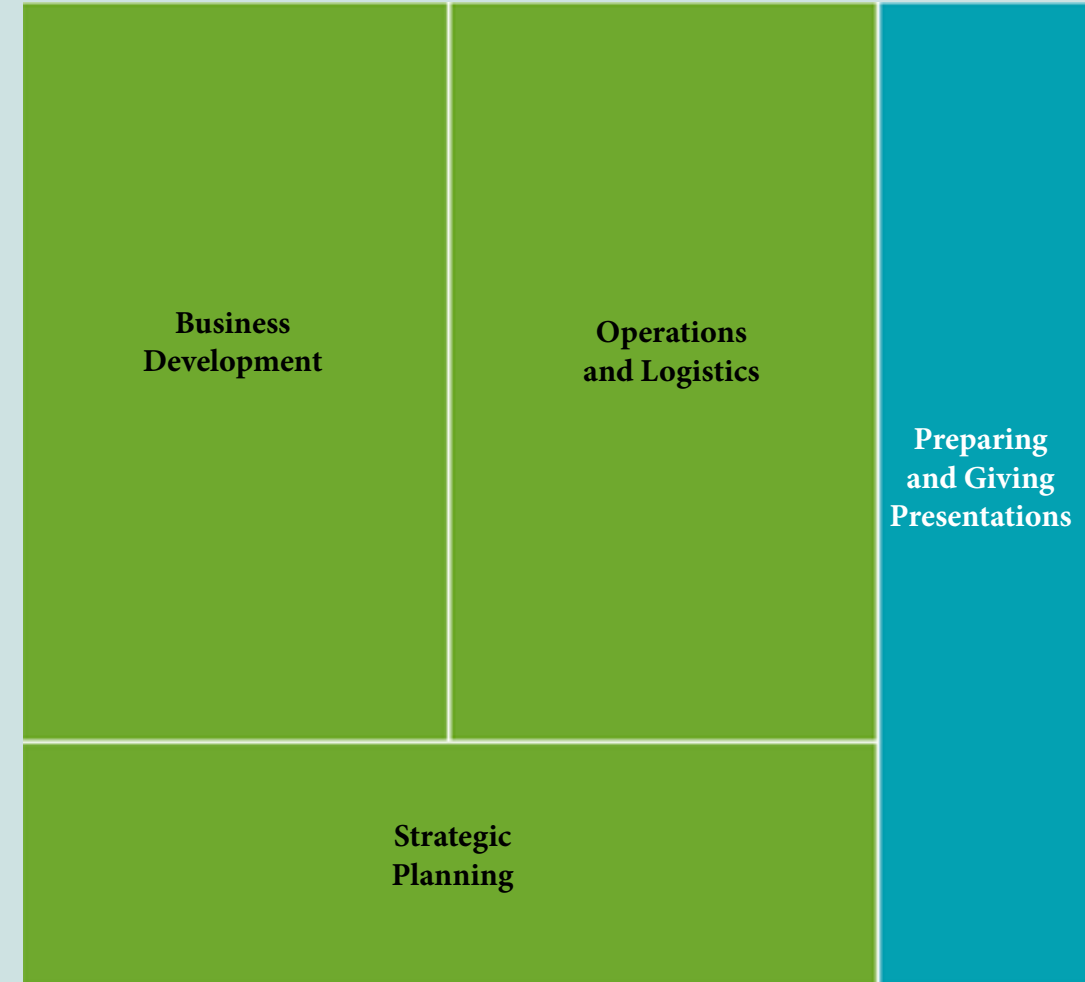 Business
Development
Operations
and Logistics
Preparing
and Giving
Presentations
Strategic
Planning